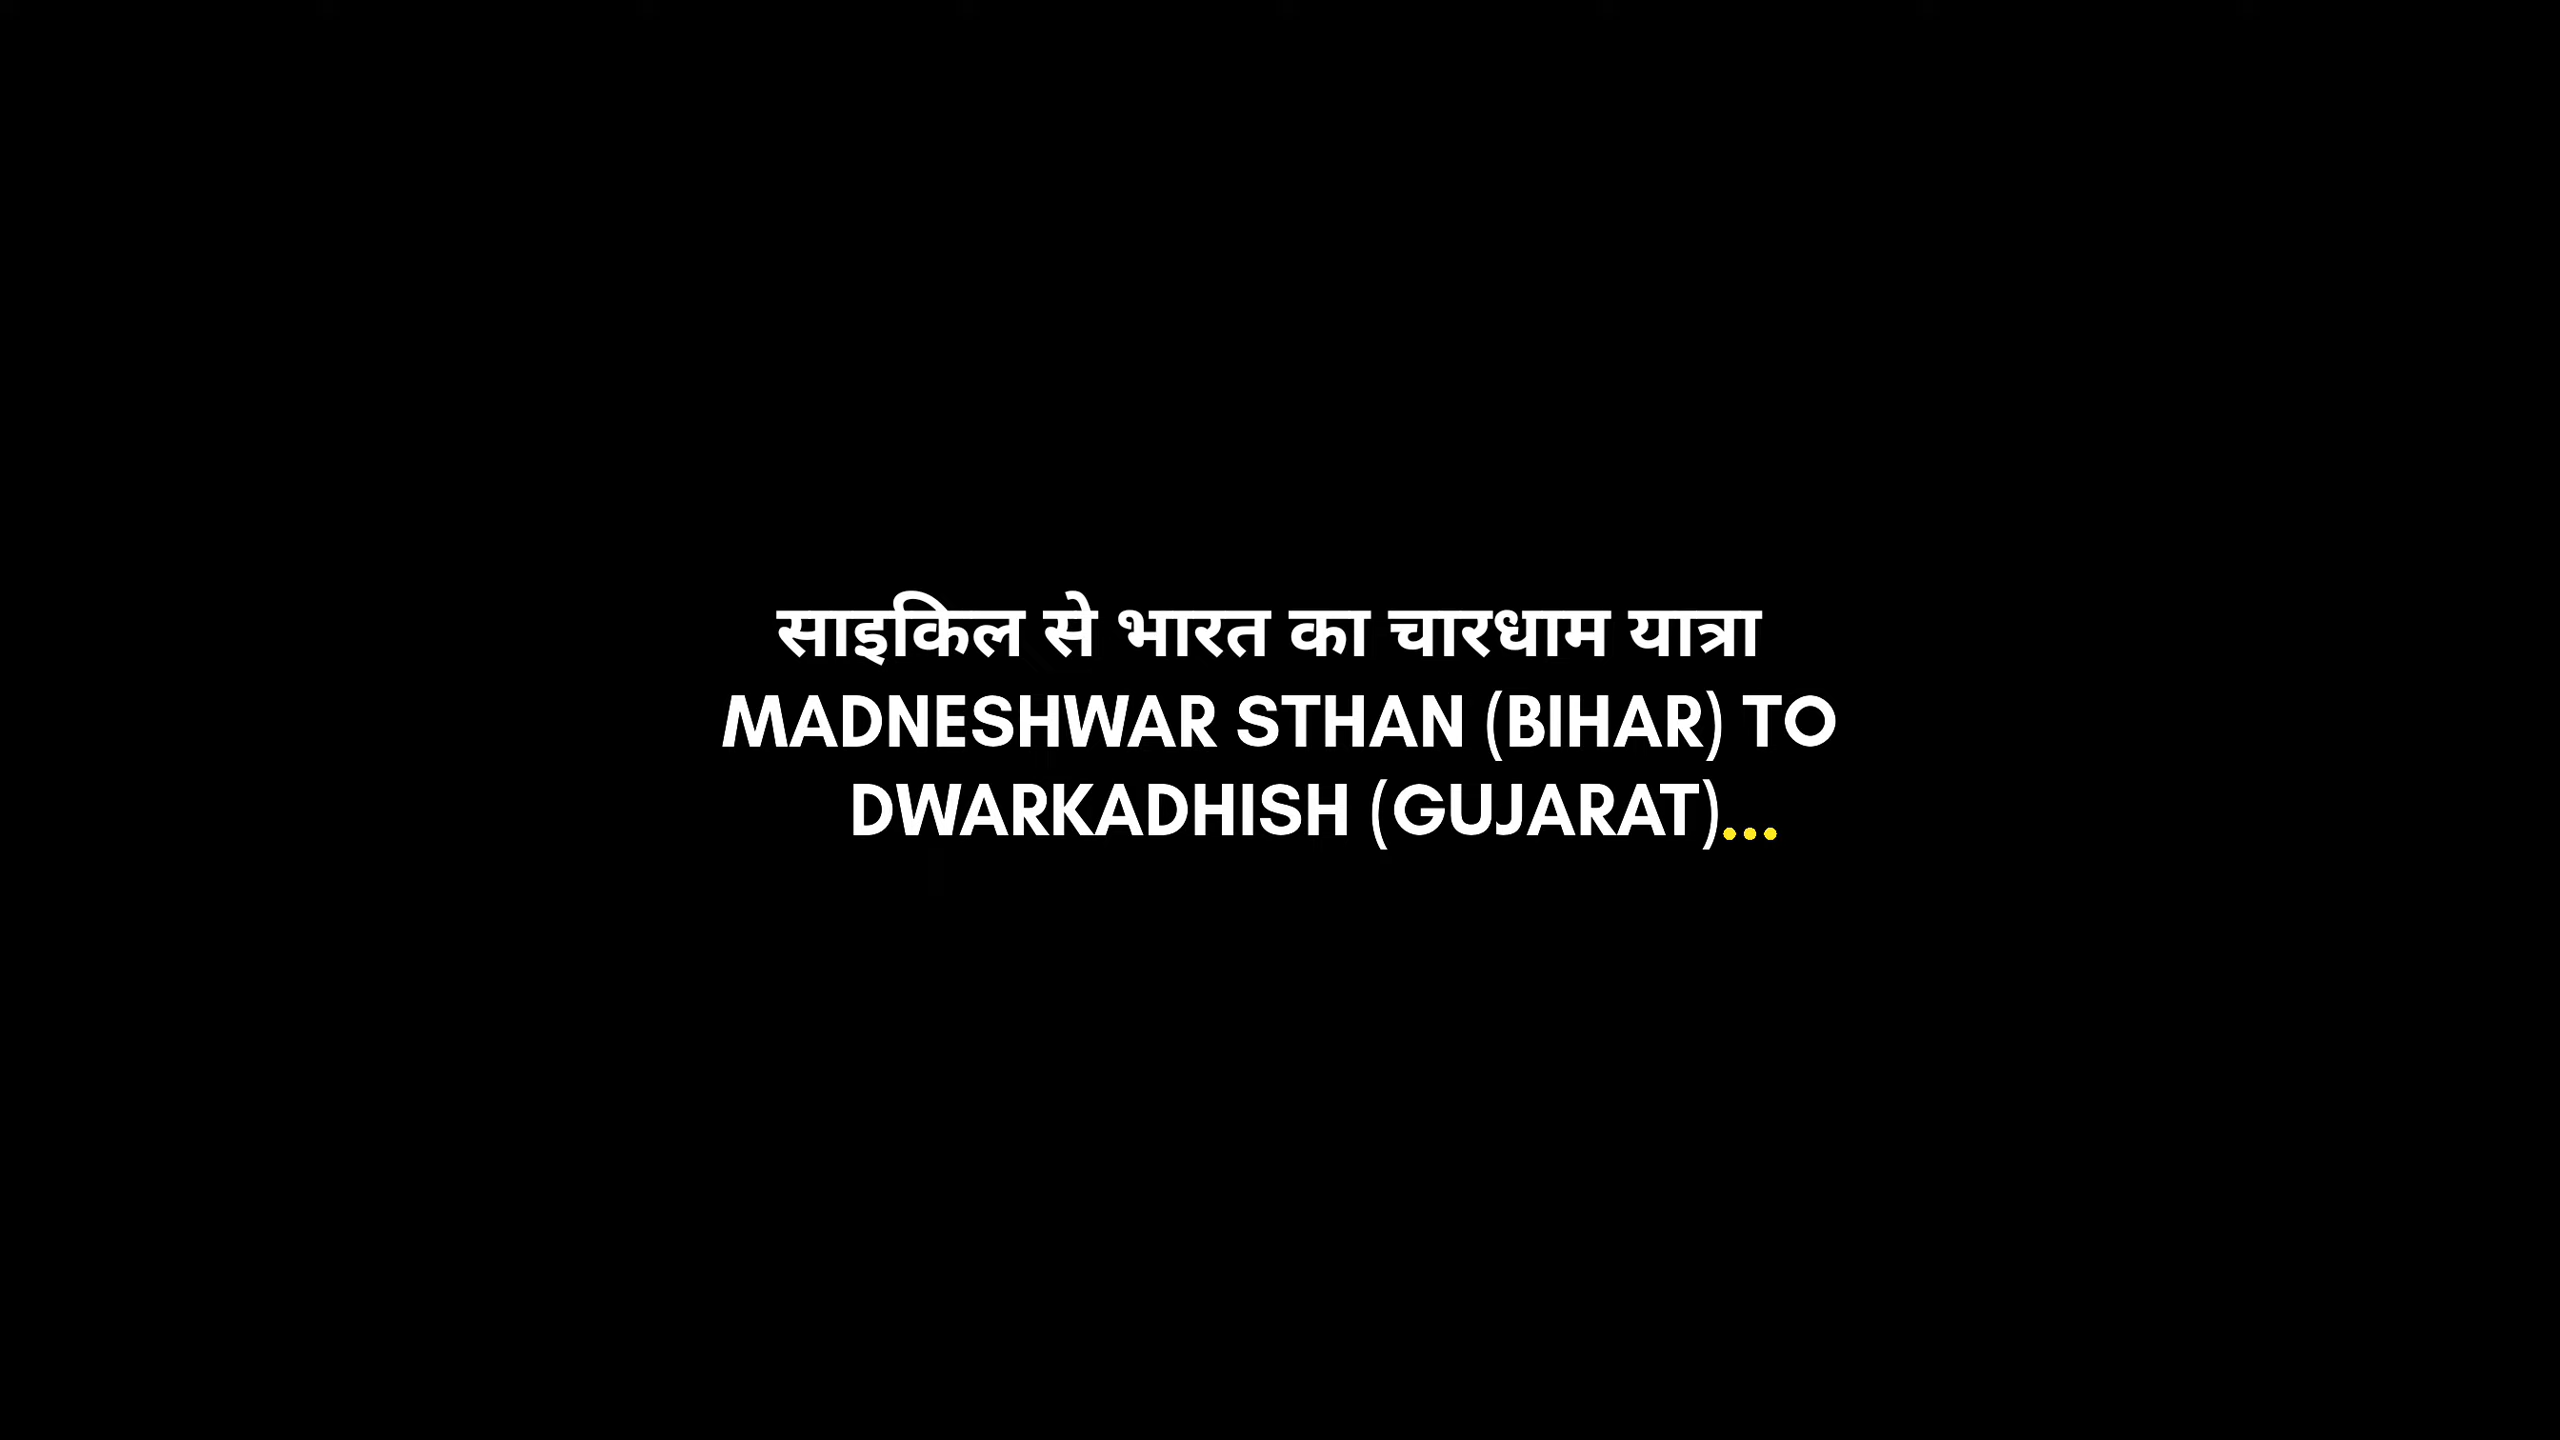 साइकिल से भारत का चारधाम यात्रा
MADNESHWAR STHAN (BIHAR) TO
DWARKADHISH (GUJARAT)...